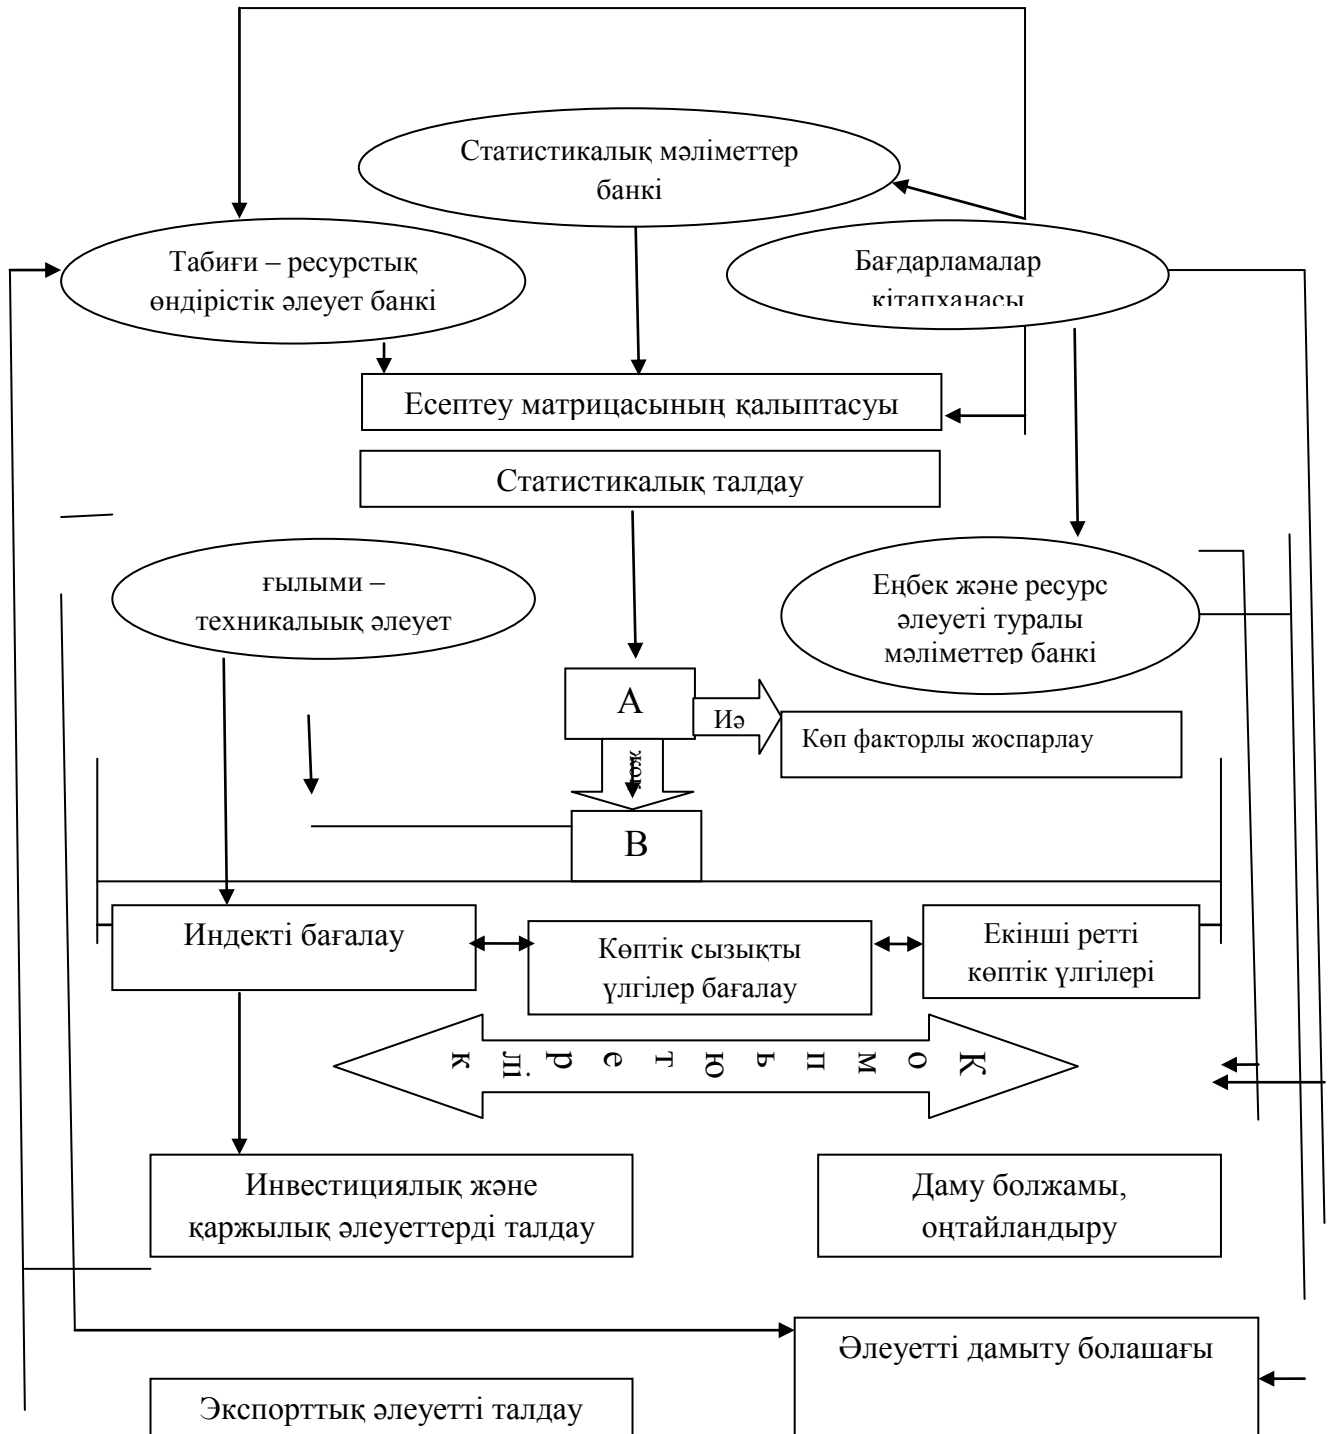 Статистикалық мәліметтер
банкі
Табиғи – ресурстық
өндірістік әлеует банкі
Бағдарламалар
кітапханасы
Есептеу матрицасының қалыптасуы
Статистикалық талдау
ғылыми –
техникалыық әлеует
Еңбек және ресурс
әлеуеті туралы
мәліметтер банкі
А
Иә
Көп факторлы жоспарлау
жоқ
В
Индекті бағалау
Көптік сызықты
үлгілер бағалау
Екінші ретті
көптік үлгілері
Компьютерлік
Инвестициялық және
қаржылық әлеуеттерді талдау
Даму болжамы,
оңтайландыру
Әлеуетті дамыту болашағы
Экспорттық әлеуетті талдау